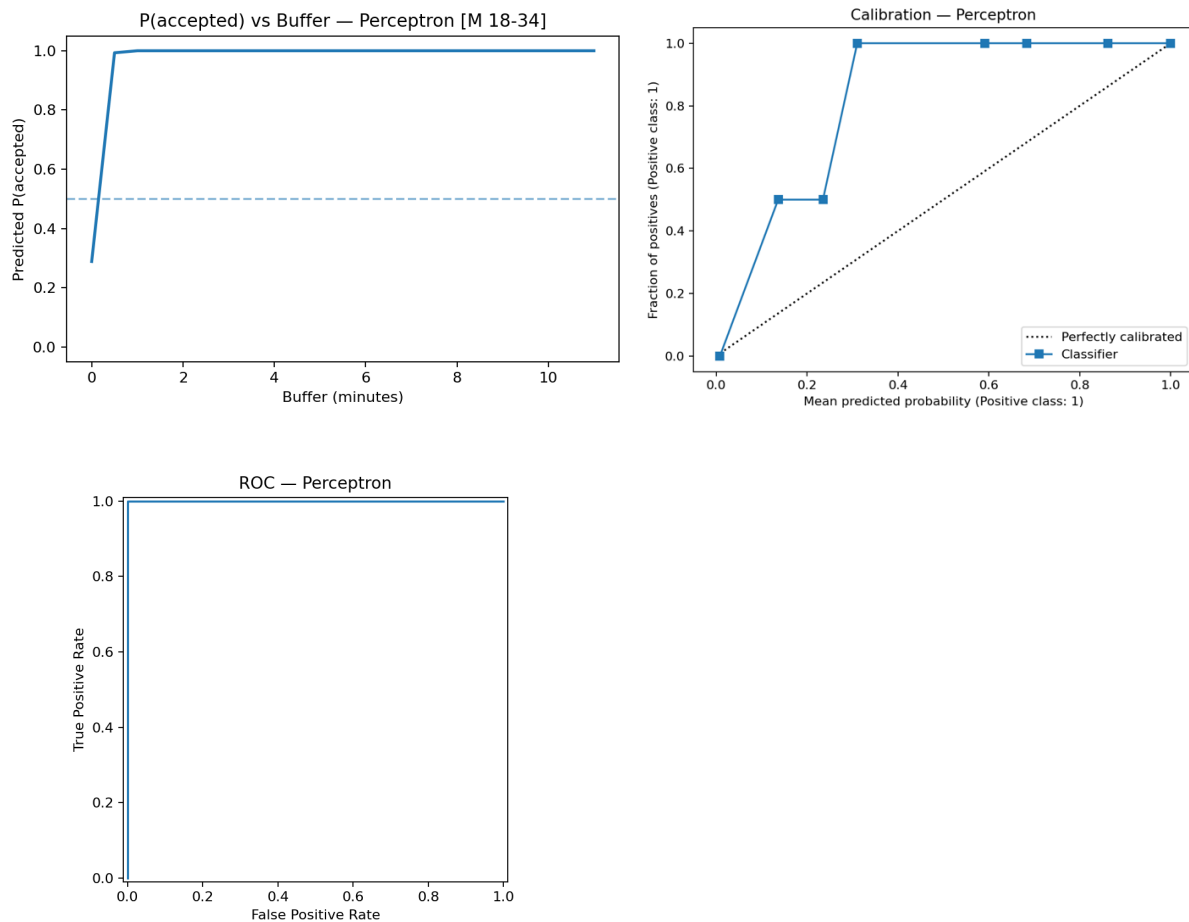 P(accepted) vs Buffer — Perceptron [M 18-34]
Predicted P(accepted)
1.0
0.8
0.6
0.4
0.2
0.0
0 2 4 6 8 10
Buffer (minutes)
Calibration — Perceptron
Fraction of positives (Positive class: 1)
1.0
0.8
0.6
0.4
0.2
0.0
Perfectly calibrated
Classifier
0.0 0.2 0.4 0.6 0.8 1.0
Mean predicted probability (Positive class: 1)
ROC — Perceptron
True Positive Rate
1.0
0.8
0.6
0.4
0.2
0.0
0.0 0.2 0.4 0.6 0.8 1.0
False Positive Rate